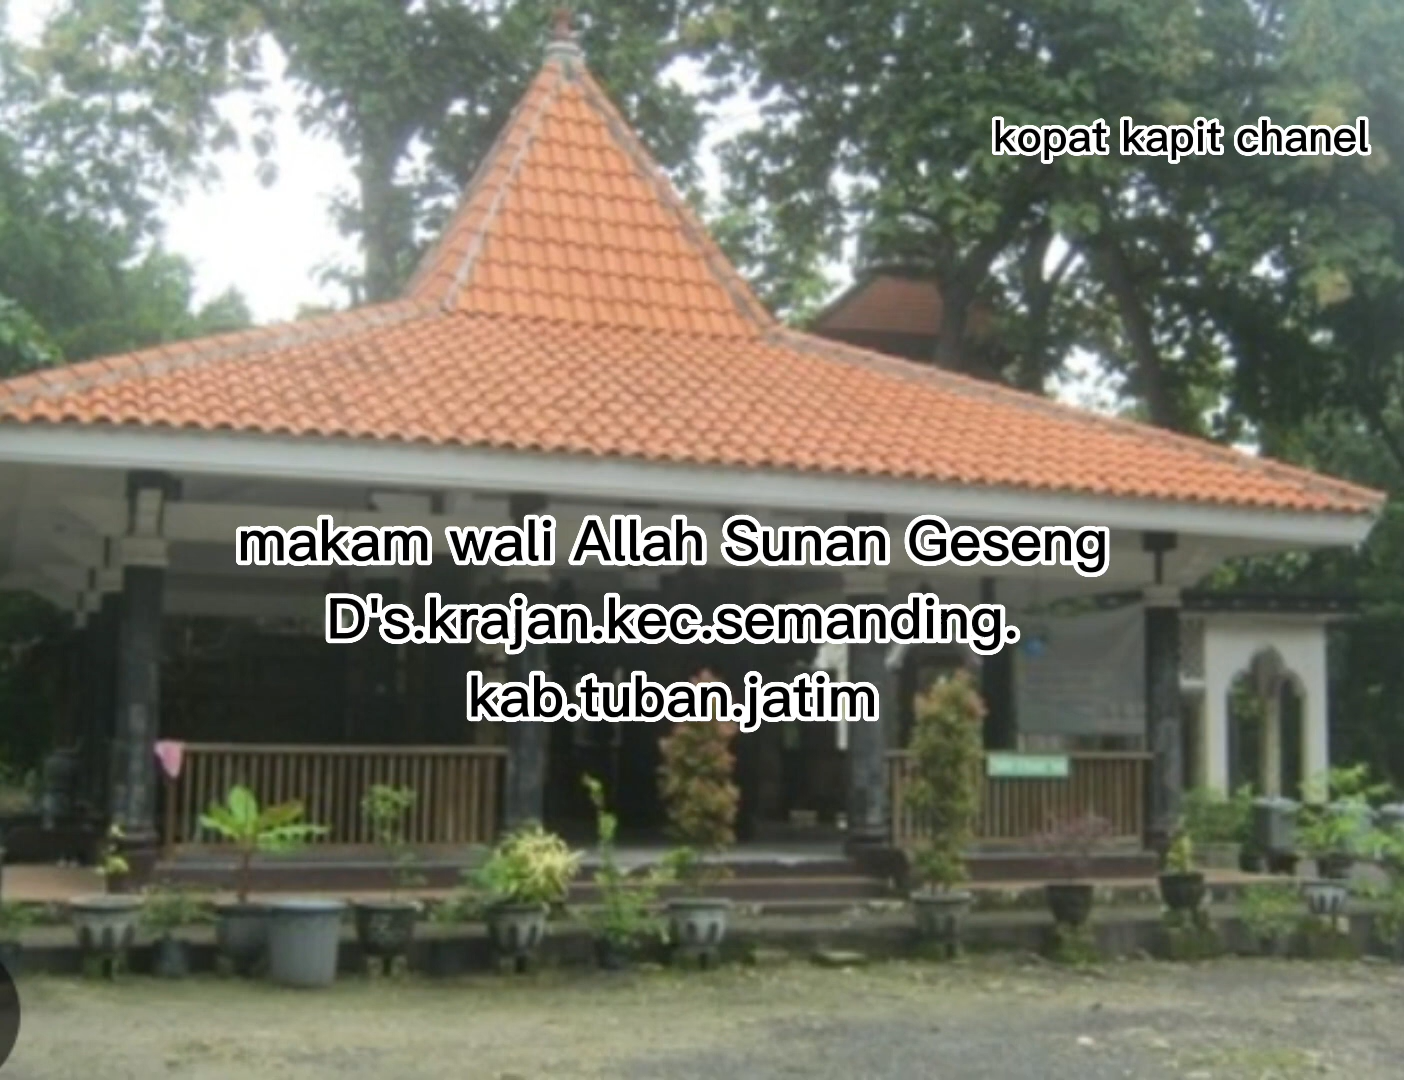 kopat kapit chanel
makam wali Allah Sunan Geseng
D's.krajan.kec.semanding.
kab.tuban.jatim